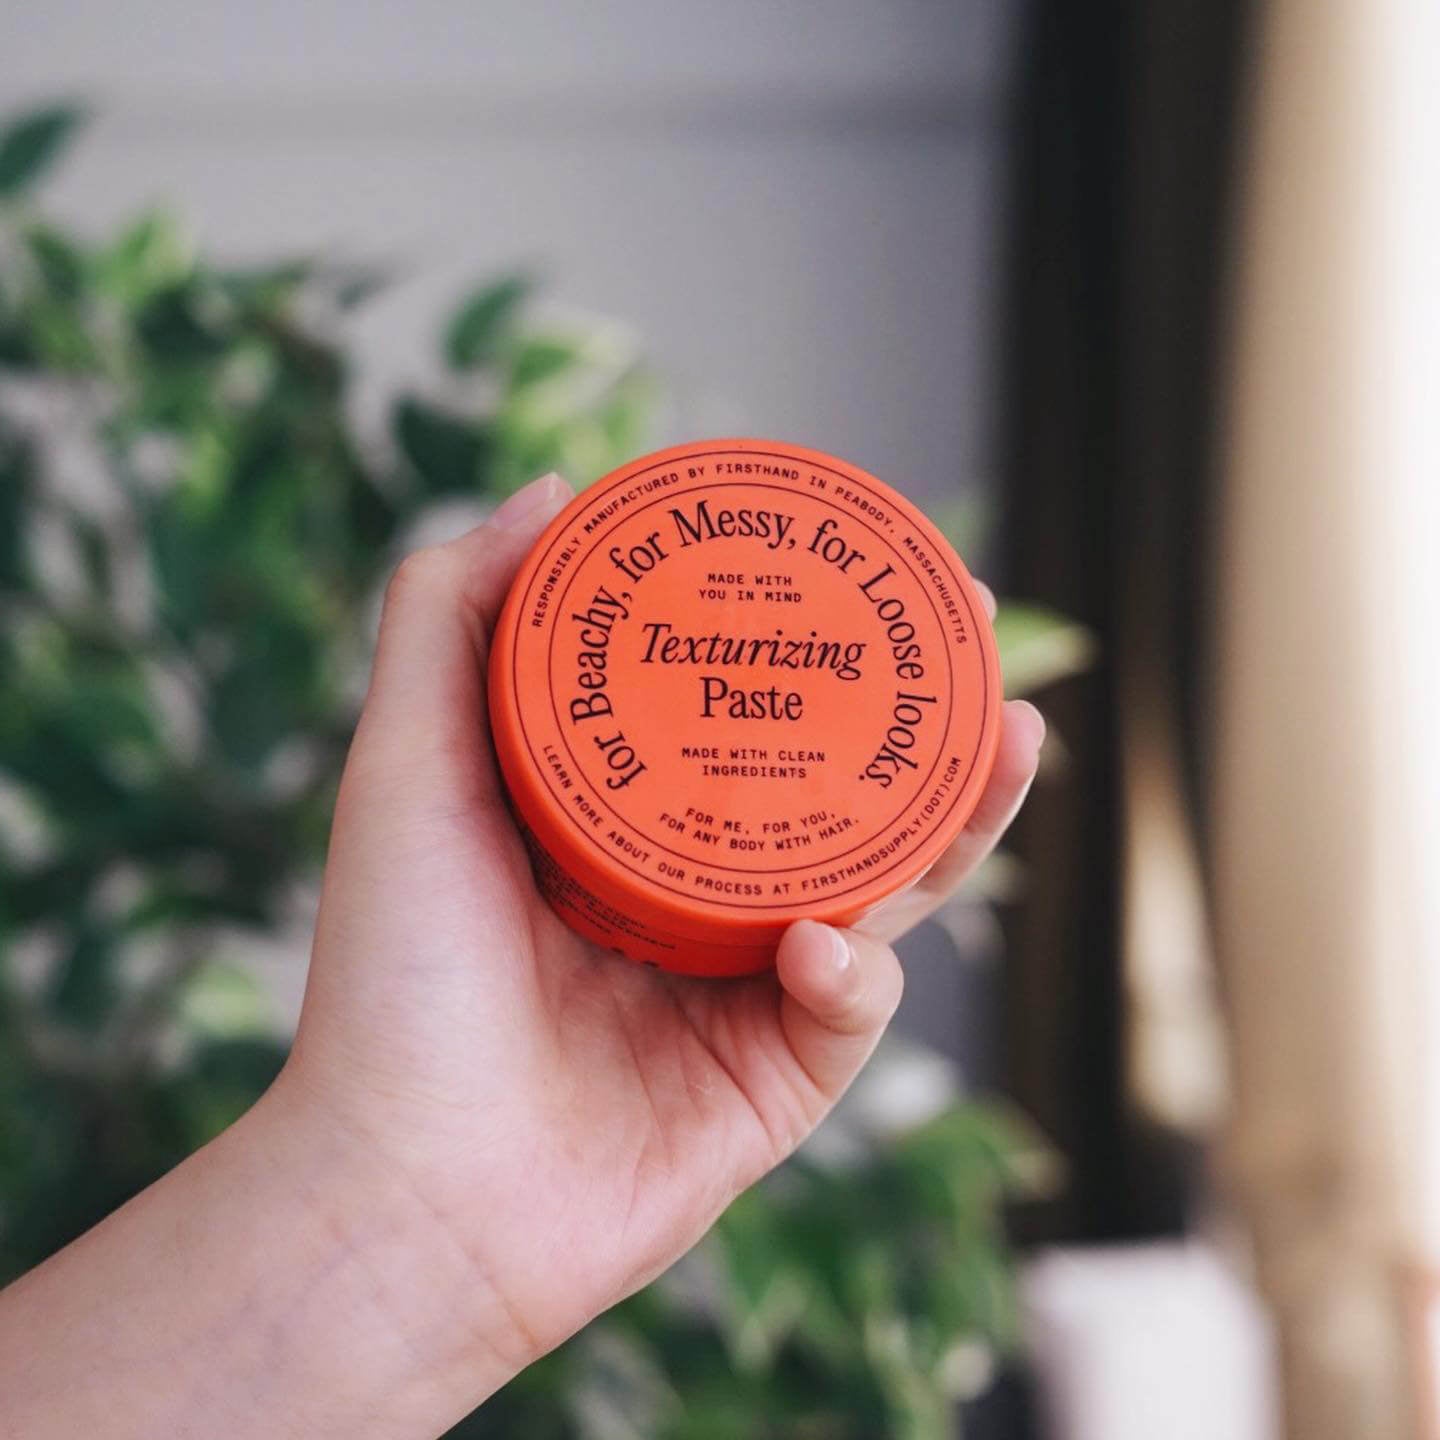 RESPONSIBLY MANUFACTURED BY FIRSTHAND IN PEABODY, MASSACHUSETTS
for Beachy, for Messy, for Loose looks.
MADE WITH
YOU IN MIND
Texturizing
Paste
MADE WITH CLEAN
INGREDIENTS
FOR ME, FOR YOU,
FOR ANY BODY WITH HAIR.
LEARN MORE ABOUT OUR PROCESS AT FIRSTHANDSUPPLY(DOT)COM